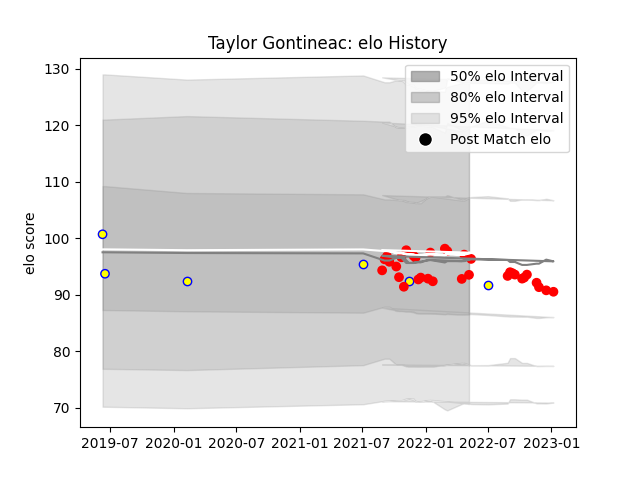 Taylor Gontineac: elo History
50% elo Interval
80% elo Interval
95% elo Interval
Post Match elo
elo score
130
120
110
100
90
80
70
2019-07 2020-01 2020-07 2021-01 2021-07 2022-01 2022-07 2023-01